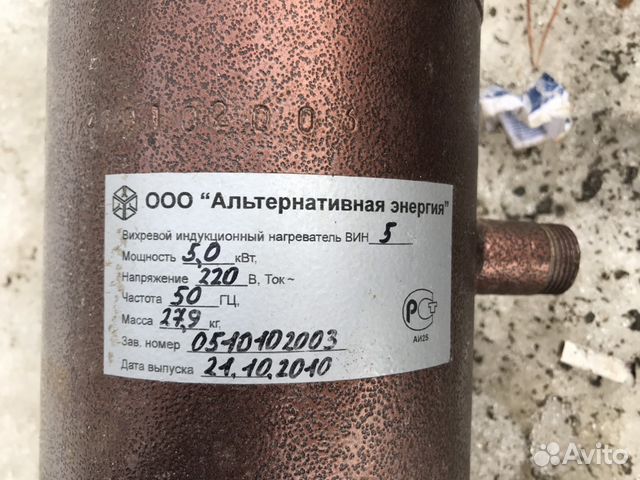 ООО “Альтернативная энергия”
Вихревой индукционный нагреватель ВИН 5
Мощность 5,0 кВт,
Напряжение 220 В, Ток ~
Частота 50 ГЦ,
Масса 27,9 кг,
Зав. номер 0510102003
Дата выпуска 21.10.2010
АИ25
Avito